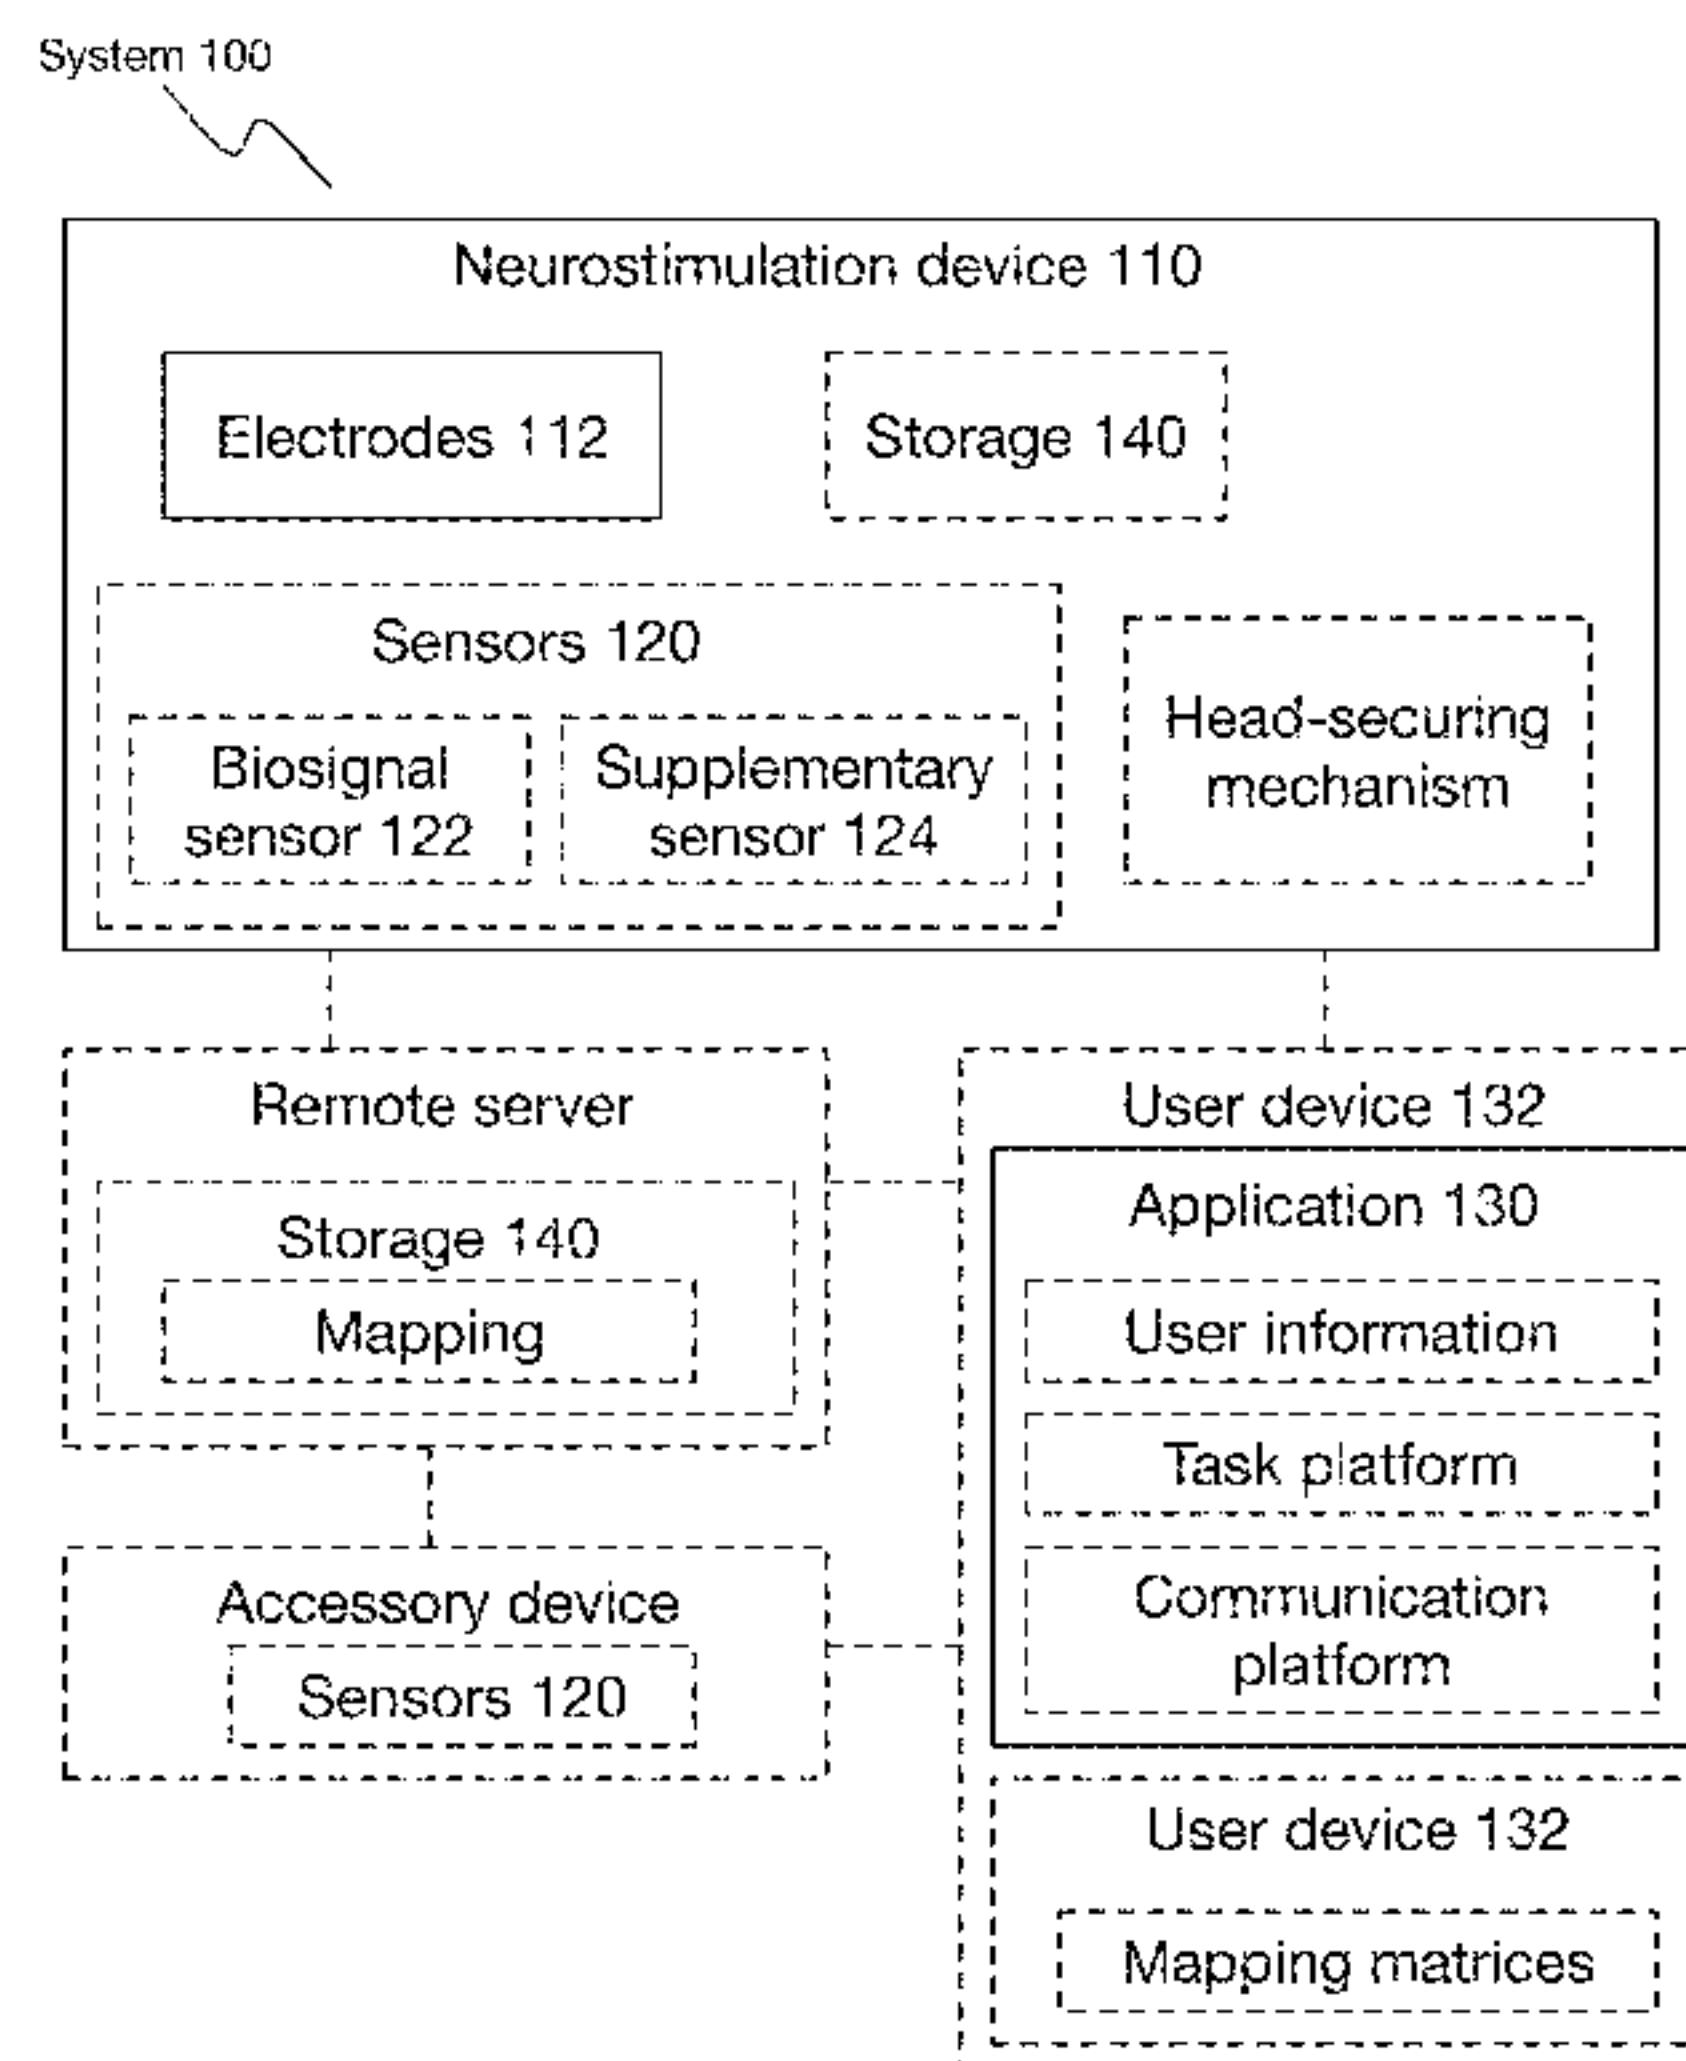 System 100
Neurostimulation device 110
Electrodes 112
Storage 140
Sensors 120
Biosignal
sensor 122
Supplementary
sensor 124
Head-securing
mechanism
Remote server
Storage 140
Mapping
Accessory device
Sensors 120
User device 132
Application 130
User information
Task platform
Communication
platform
User device 132
Mapping matrices